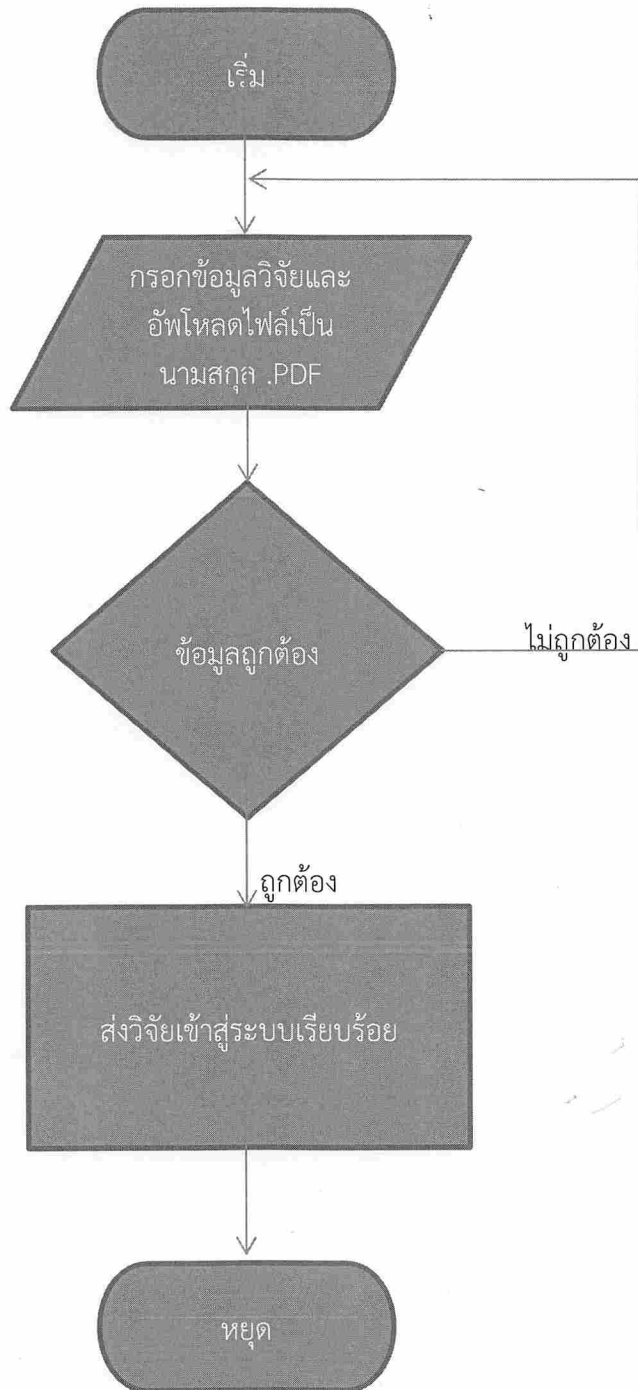 เริ่ม
กรอกข้อมูลวิจัยและ
อัพโหลดไฟล์เป็น
นามสกุล .PDF
ข้อมูลถูกต้อง
ไม่ถูกต้อง
ถูกต้อง
ส่งวิจัยเข้าสู่ระบบเรียบร้อย
หยุด